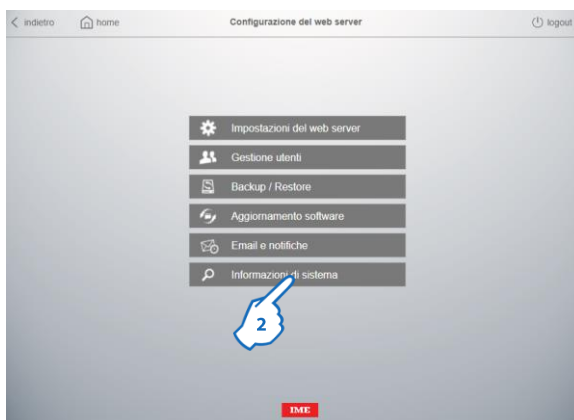 indietro
home
Configurazione del web server
logout
Impostazioni del web server
Gestione utenti
Backup / Restore
Aggiornamento software
Email e notifiche
Informazioni di sistema
2
IME